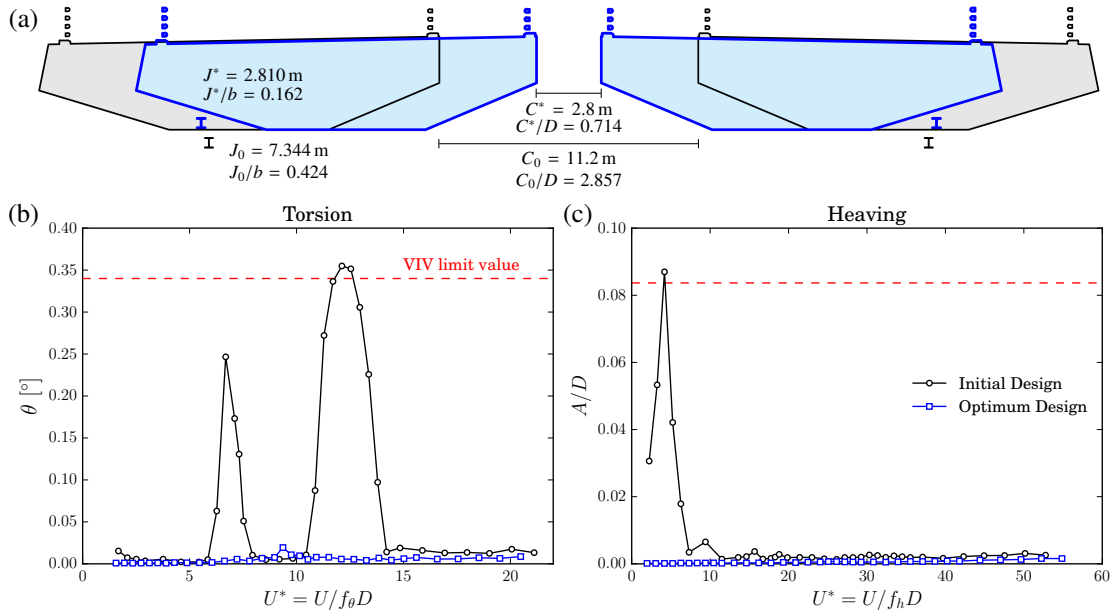 (a)
J* = 2.810 m
J*/b = 0.162
C* = 2.8 m
C*/D = 0.714
J₀ = 7.344 m
J₀/b = 0.424
C₀ = 11.2 m
C₀/D = 2.857
(b)
Torsion
0.40
0.35
0.30
0.25
0.20
0.15
0.10
0.05
0.00
θ [°]
VIV limit value
0 5 10 15 20
U* = U/f_θD
(c)
Heaving
0.10
0.08
0.06
0.04
0.02
0.00
A/D
Initial Design
Optimum Design
0 10 20 30 40 50 60
U* = U/f_hD